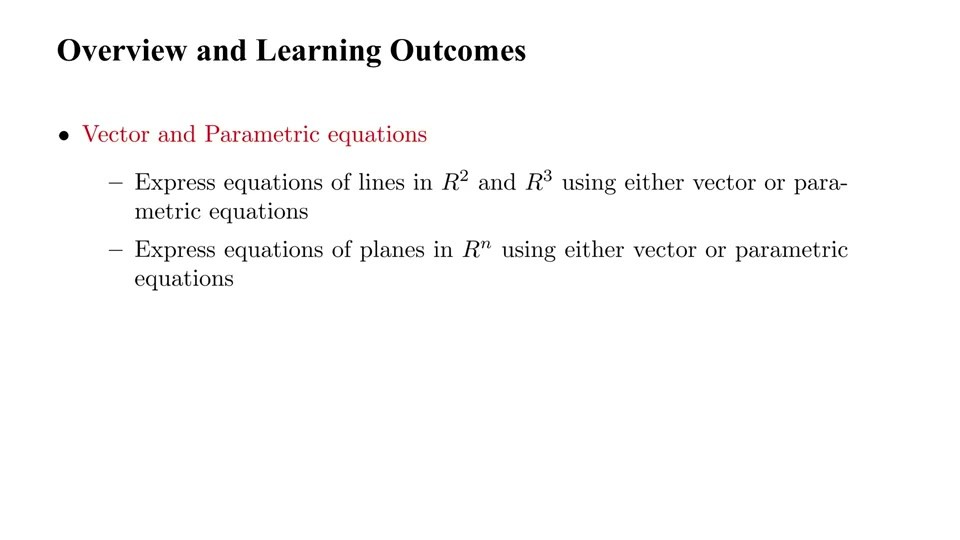 Overview and Learning Outcomes
• Vector and Parametric equations
– Express equations of lines in R² and R³ using either vector or para-
metric equations
– Express equations of planes in Rⁿ using either vector or parametric
equations